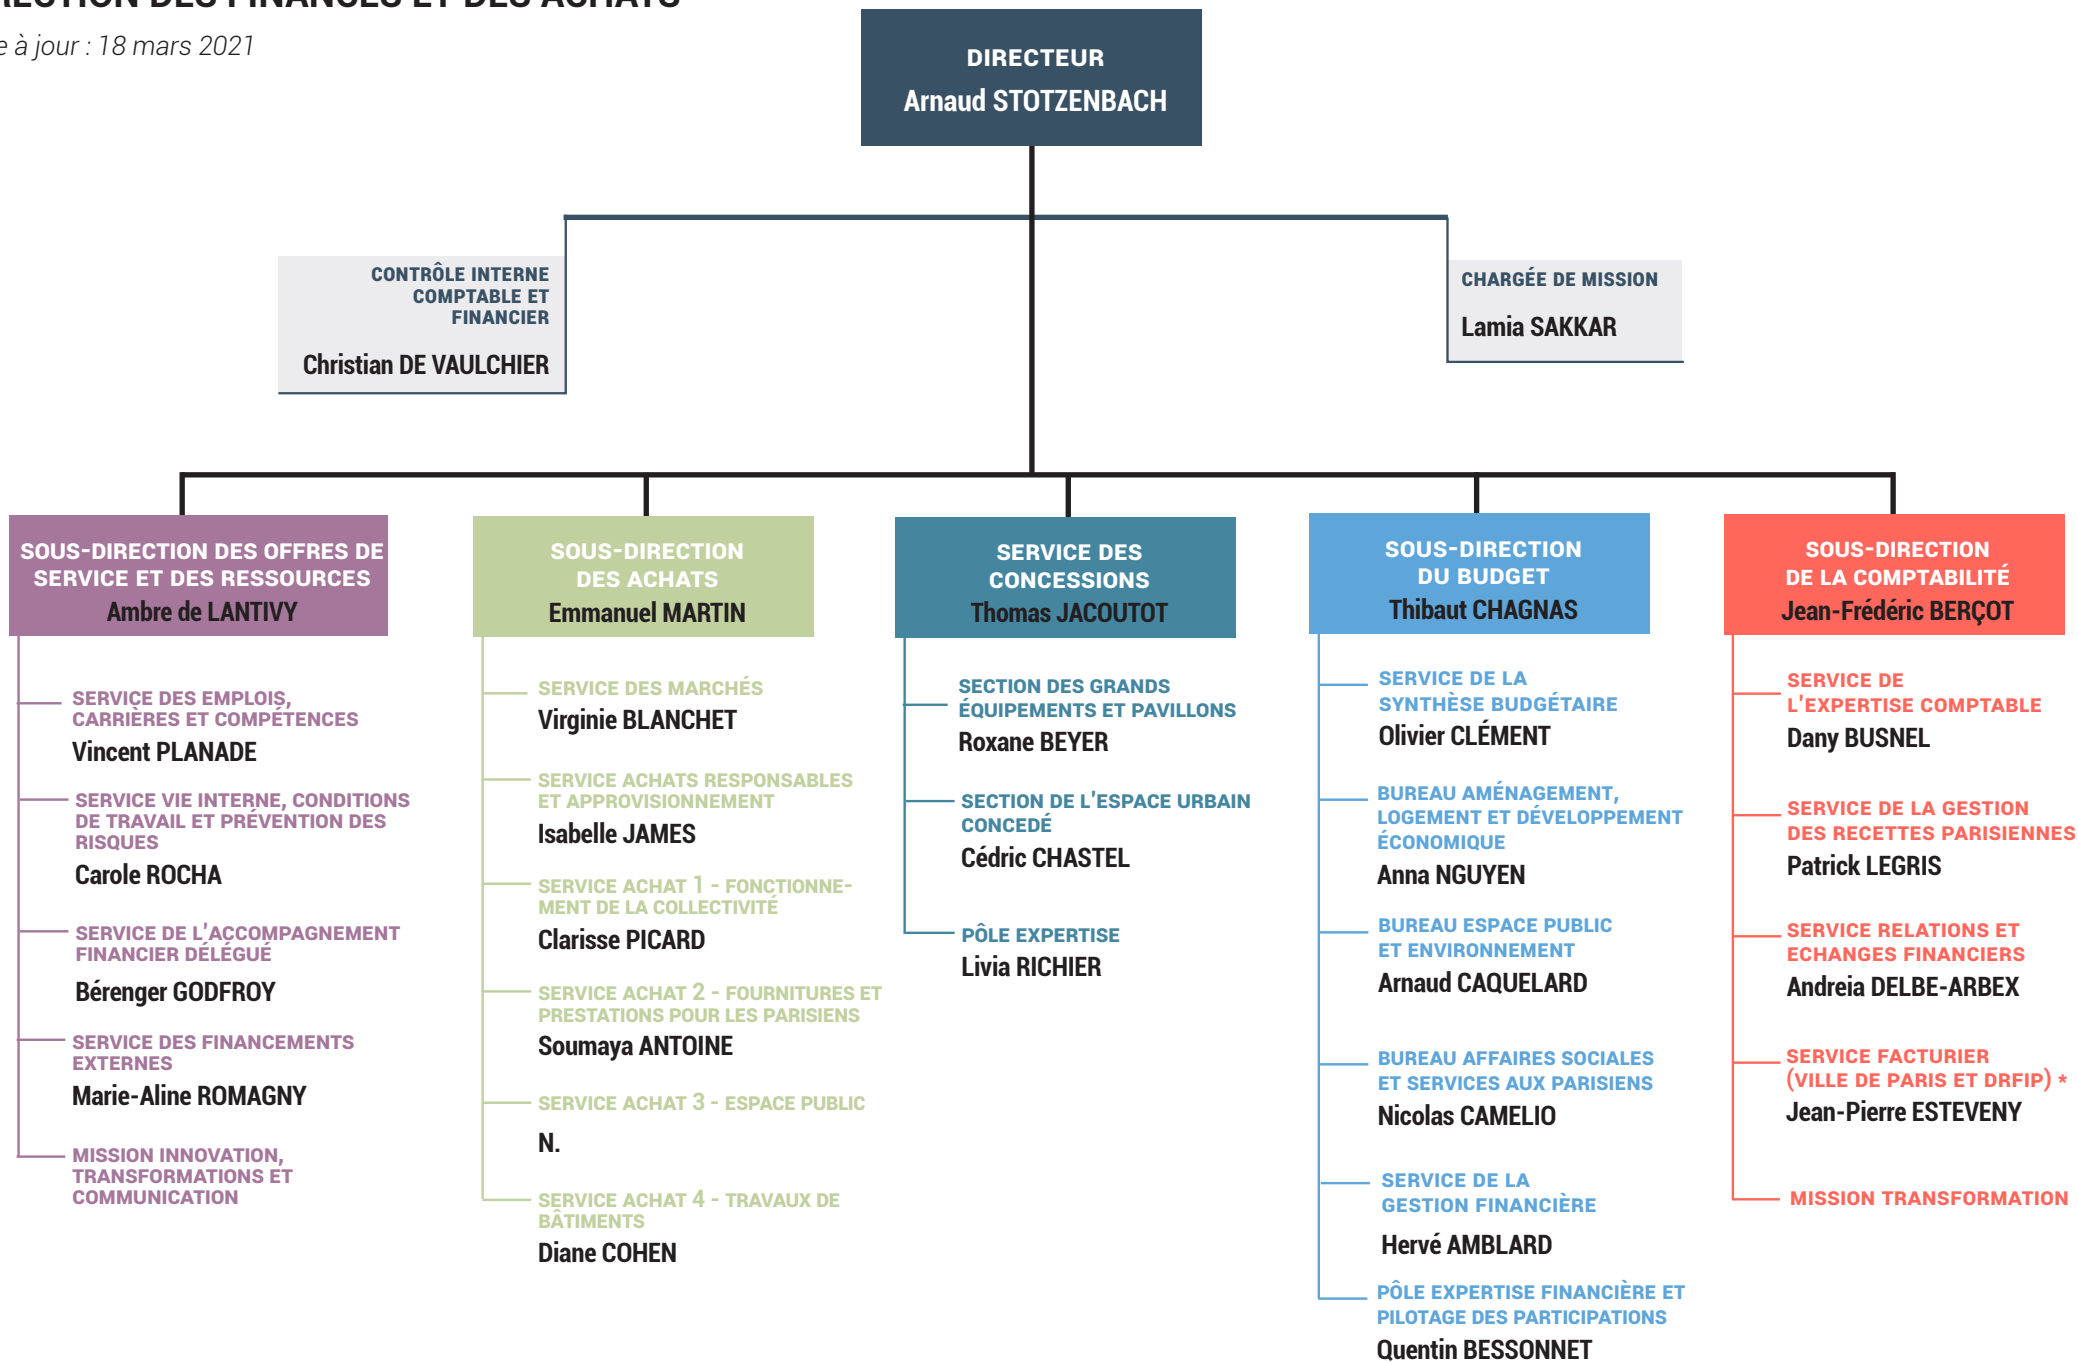 RECTION DES FINANCES ET DES ACHATS
e à jour : 18 mars 2021
DIRECTEUR
Arnaud STOTZENBACH
CONTRÔLE INTERNE
COMPTABLE ET
FINANCIER
Christian DE VAULCHIER
CHARGÉE DE MISSION
Lamia SAKKAR
SOUS-DIRECTION DES OFFRES DE
SERVICE ET DES RESSOURCES
Ambre de LANTIVY
SERVICE DES EMPLOIS,
CARRIÈRES ET COMPÉTENCES
Vincent PLANADE
SERVICE VIE INTERNE, CONDITIONS
DE TRAVAIL ET PRÉVENTION DES
RISQUES
Carole ROCHA
SERVICE DE L'ACCOMPAGNEMENT
FINANCIER DÉLÉGUÉ
Bérenger GODFROY
SERVICE DES FINANCEMENTS
EXTERNES
Marie-Aline ROMAGNY
MISSION INNOVATION,
TRANSFORMATIONS ET
COMMUNICATION
SOUS-DIRECTION
DES ACHATS
Emmanuel MARTIN
SERVICE DES MARCHÉS
Virginie BLANCHET
SERVICE ACHATS RESPONSABLES
ET APPROVISIONNEMENT
Isabelle JAMES
SERVICE ACHAT 1 - FONCTIONNE-
MENT DE LA COLLECTIVITÉ
Clarisse PICARD
SERVICE ACHAT 2 - FOURNITURES ET
PRESTATIONS POUR LES PARISIENS
Soumaya ANTOINE
SERVICE ACHAT 3 - ESPACE PUBLIC
N.
SERVICE ACHAT 4 - TRAVAUX DE
BÂTIMENTS
Diane COHEN
SERVICE DES
CONCESSIONS
Thomas JACOUTOT
SECTION DES GRANDS
ÉQUIPEMENTS ET PAVILLONS
Roxane BEYER
SECTION DE L'ESPACE URBAIN
CONCEDÉ
Cédric CHASTEL
PÔLE EXPERTISE
Livia RICHIER
SOUS-DIRECTION
DU BUDGET
Thibaut CHAGNAS
SERVICE DE LA
SYNTHÈSE BUDGÉTAIRE
Olivier CLÉMENT
BUREAU AMÉNAGEMENT,
LOGEMENT ET DÉVELOPPEMENT
ÉCONOMIQUE
Anna NGUYEN
BUREAU ESPACE PUBLIC
ET ENVIRONNEMENT
Arnaud CAQUELARD
BUREAU AFFAIRES SOCIALES
ET SERVICES AUX PARISIENS
Nicolas CAMELIO
SERVICE DE LA
GESTION FINANCIÈRE
Hervé AMBLARD
PÔLE EXPERTISE FINANCIÈRE ET
PILOTAGE DES PARTICIPATIONS
Quentin BESSONNET
SOUS-DIRECTION
DE LA COMPTABILITÉ
Jean-Frédéric BERÇOT
SERVICE DE
L'EXPERTISE COMPTABLE
Dany BUSNEL
SERVICE DE LA GESTION
DES RECETTES PARISIENNES
Patrick LEGRIS
SERVICE RELATIONS ET
ECHANGES FINANCIERS
Andreia DELBE-ARBEX
SERVICE FACTURIER
(VILLE DE PARIS ET DRFIP) *
Jean-Pierre ESTEVENY
MISSION TRANSFORMATION